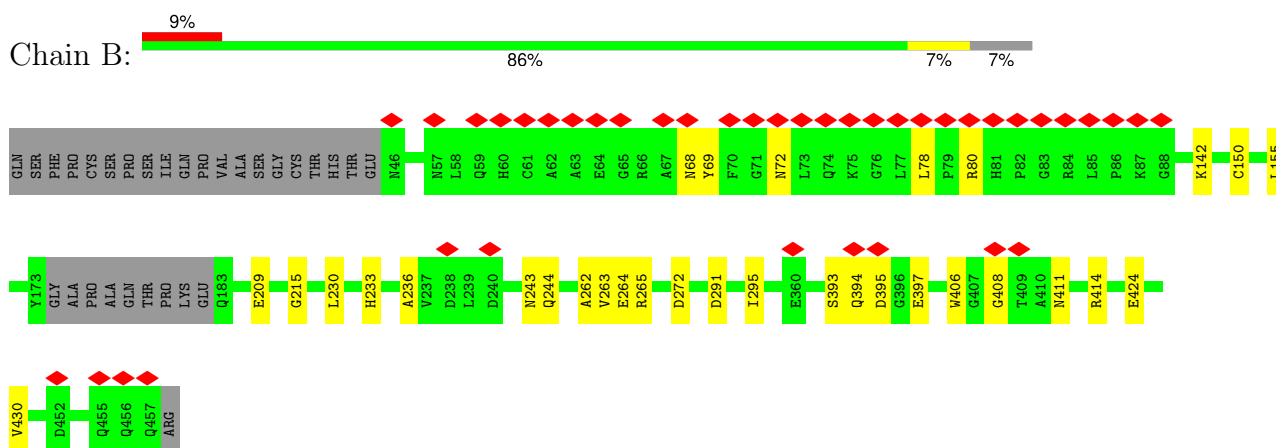 9%
Chain B:
86% 7% 7%
GLN SER PHE PRO CYS SER PRO SER ILE GLN PRO VAL ALA SER GLY CYS THR HIS THR GLU N46 N57 L58 Q59 H60 C61 A62 A63 E64 G65 R66 A67 N68 Y69 F70 G71 N72 L73 Q74 K75 G76 L77 L78 P79 R80 H81 P82 G83 R84 L85 P86 K87 G88 K142 C150 L155
Y173 GLY ALA PRO ALA GLN THR PRO LYS GLU Q183 E209 G215 L230 H233 A236 V237 D238 L239 D240 N243 Q244 A262 V263 E264 R265 D272 D291 I295 E360 S393 Q394 D395 G396 E397 W406 G407 G408 T409 A410 N411 R414 E424
V430 D452 Q455 Q456 Q457 ARG